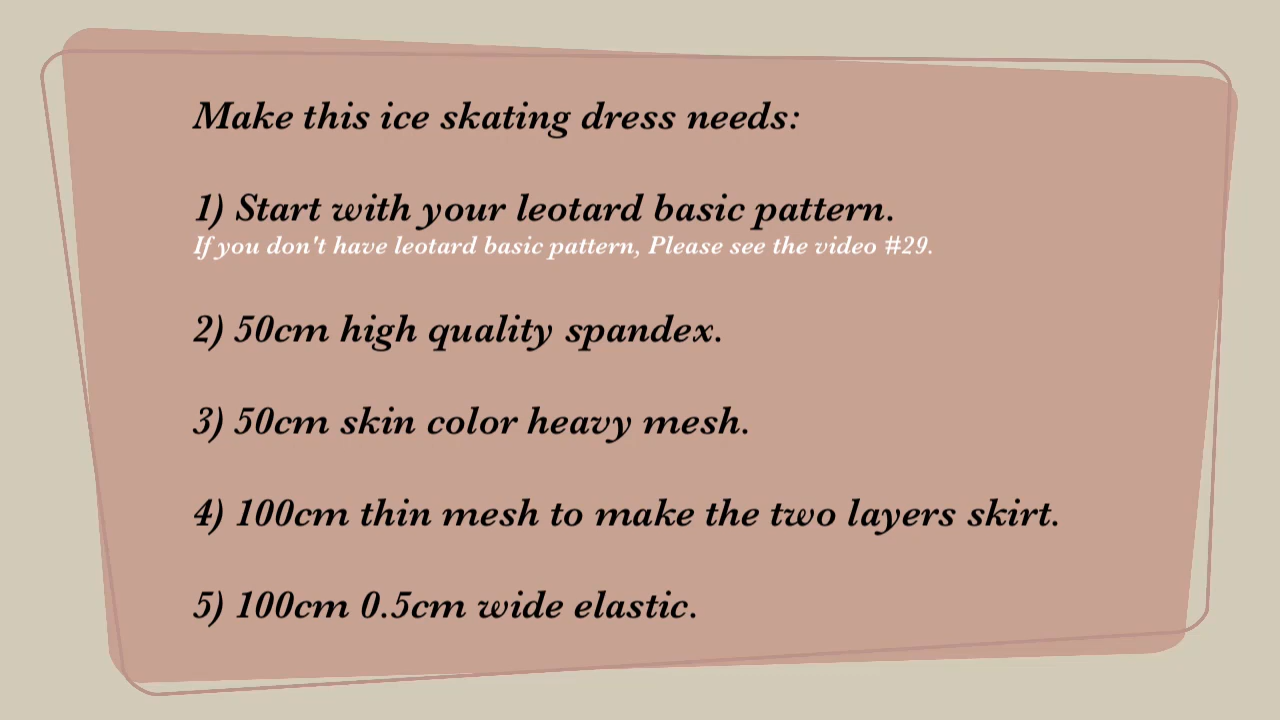 Make this ice skating dress needs:
1) Start with your leotard basic pattern.
If you don't have leotard basic pattern, Please see the video #29.
2) 50cm high quality spandex.
3) 50cm skin color heavy mesh.
4) 100cm thin mesh to make the two layers skirt.
5) 100cm 0.5cm wide elastic.